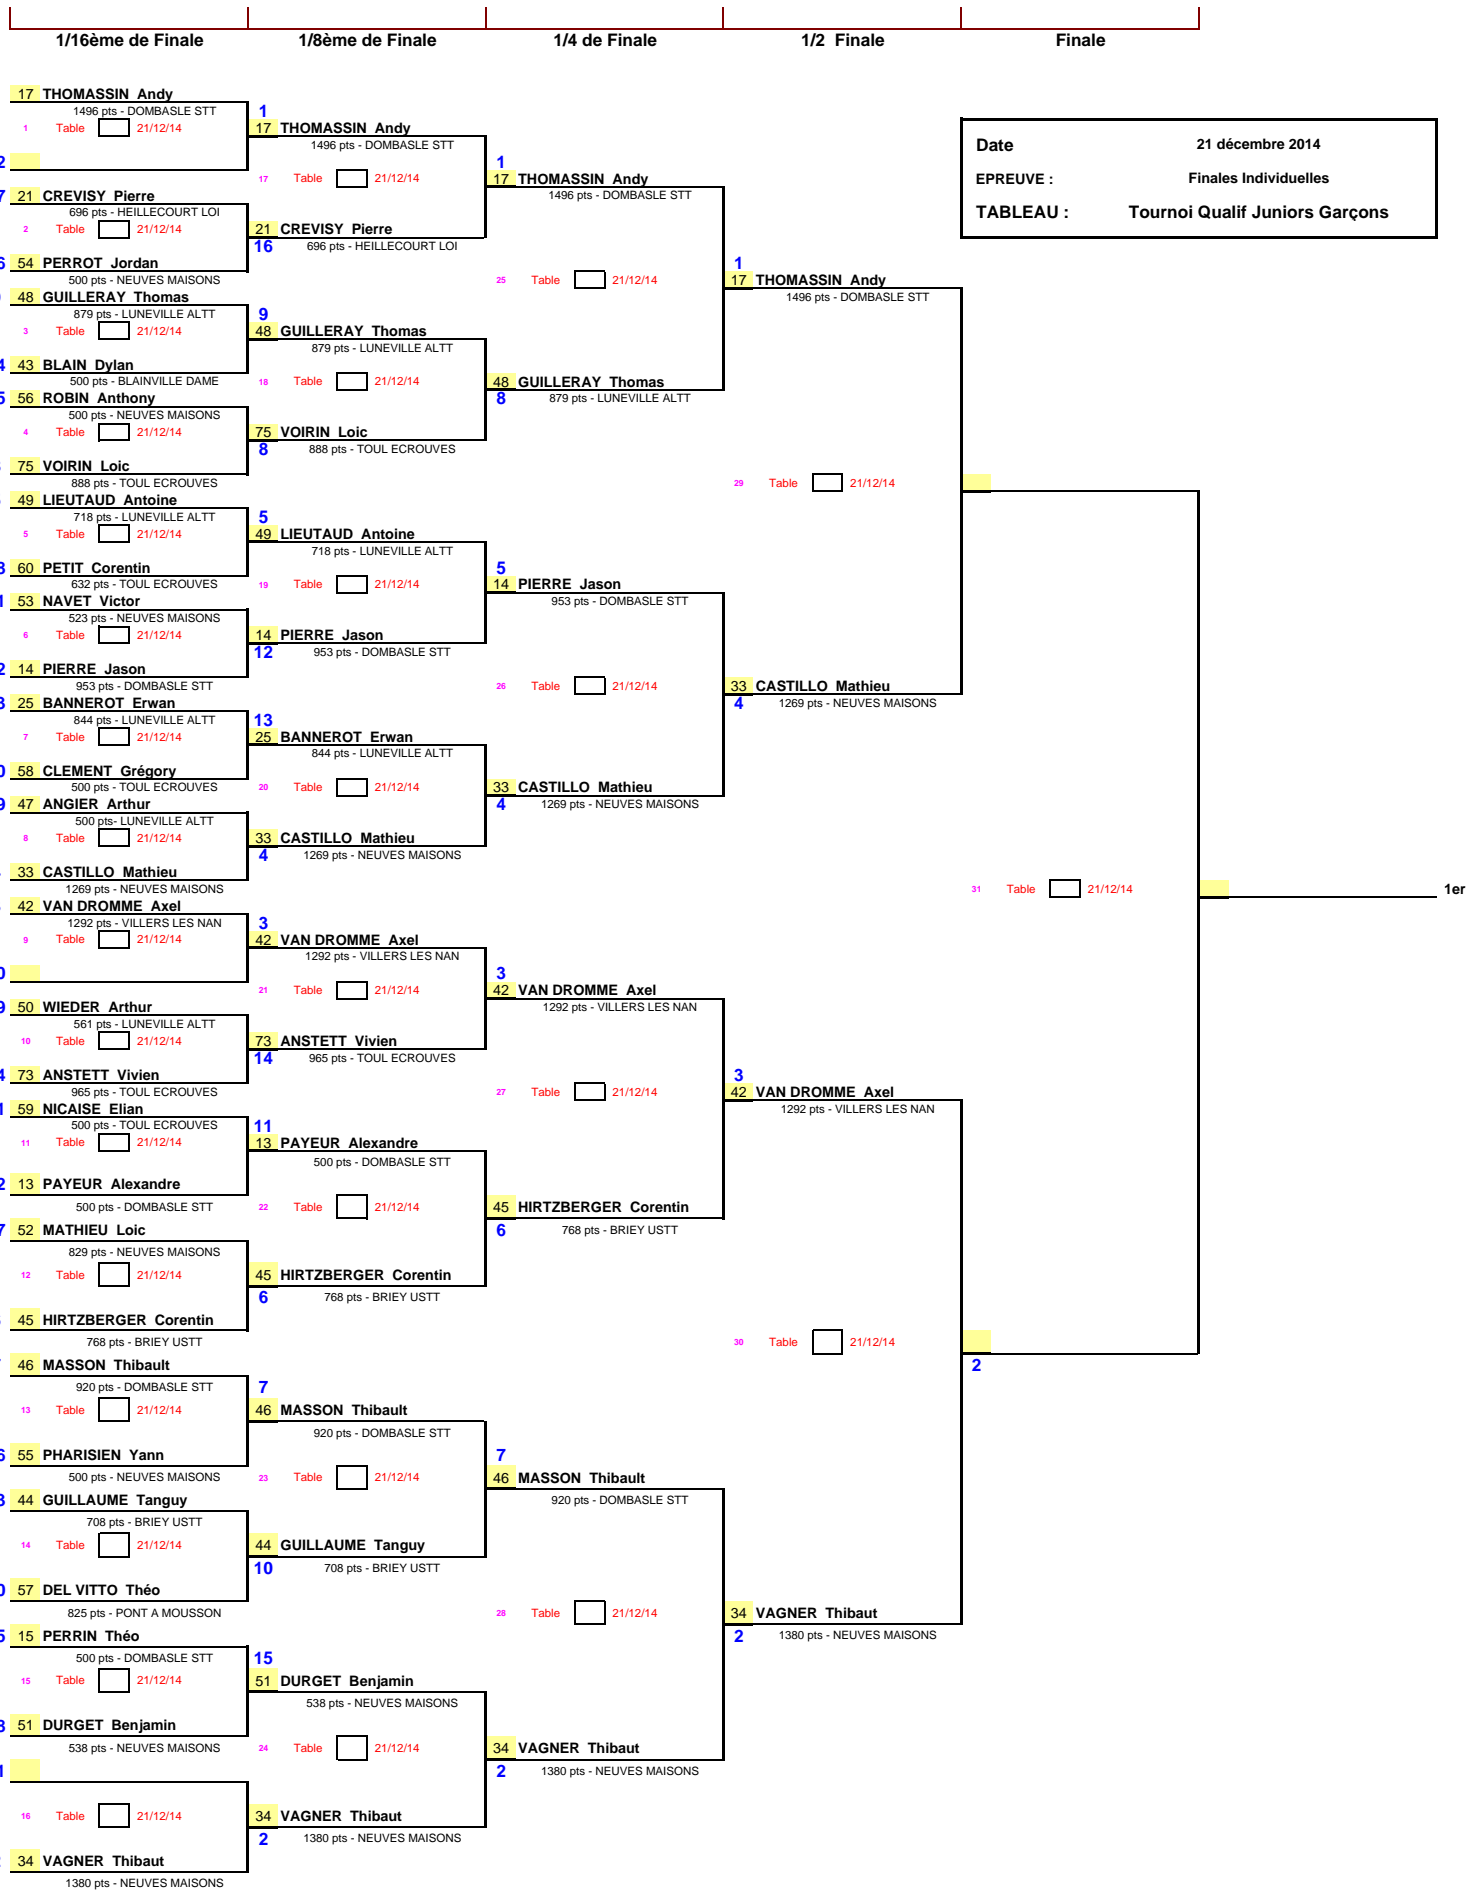 1/16ème de Finale
1/8ème de Finale
1/4 de Finale
1/2 Finale
Finale
Date 21 décembre 2014
EPREUVE : Finales Individuelles
TABLEAU : Tournoi Qualif Juniors Garçons
17 THOMASSIN Andy
1496 pts - DOMBASLE STT
1 Table 21/12/14
2
7 21 CREVISY Pierre
696 pts - HEILLECOURT LOI
2 Table 21/12/14
6 54 PERROT Jordan
500 pts - NEUVES MAISONS
48 GUILLERAY Thomas
879 pts - LUNEVILLE ALTT
3 Table 21/12/14
4 43 BLAIN Dylan
500 pts - BLAINVILLE DAME
5 56 ROBIN Anthony
500 pts - NEUVES MAISONS
4 Table 21/12/14
75 VOIRIN Loic
888 pts - TOUL ECROUVES
49 LIEUTAUD Antoine
718 pts - LUNEVILLE ALTT
5 Table 21/12/14
3 60 PETIT Corentin
632 pts - TOUL ECROUVES
1 53 NAVET Victor
523 pts - NEUVES MAISONS
6 Table 21/12/14
2 14 PIERRE Jason
953 pts - DOMBASLE STT
3 25 BANNEROT Erwan
844 pts - LUNEVILLE ALTT
7 Table 21/12/14
0 58 CLEMENT Grégory
500 pts - TOUL ECROUVES
9 47 ANGIER Arthur
500 pts- LUNEVILLE ALTT
8 Table 21/12/14
33 CASTILLO Mathieu
1269 pts - NEUVES MAISONS
42 VAN DROMME Axel
1292 pts - VILLERS LES NAN
9 Table 21/12/14
0
9 50 WIEDER Arthur
561 pts - LUNEVILLE ALTT
10 Table 21/12/14
4 73 ANSTETT Vivien
965 pts - TOUL ECROUVES
1 59 NICAISE Elian
500 pts - TOUL ECROUVES
11 Table 21/12/14
2 13 PAYEUR Alexandre
500 pts - DOMBASLE STT
7 52 MATHIEU Loic
829 pts - NEUVES MAISONS
12 Table 21/12/14
45 HIRTZBERGER Corentin
768 pts - BRIEY USTT
46 MASSON Thibault
920 pts - DOMBASLE STT
13 Table 21/12/14
6 55 PHARISIEN Yann
500 pts - NEUVES MAISONS
3 44 GUILLAUME Tanguy
708 pts - BRIEY USTT
14 Table 21/12/14
0 57 DEL VITTO Théo
825 pts - PONT A MOUSSON
5 15 PERRIN Théo
500 pts - DOMBASLE STT
15 Table 21/12/14
3 51 DURGET Benjamin
538 pts - NEUVES MAISONS
1
16 Table 21/12/14
34 VAGNER Thibaut
1380 pts - NEUVES MAISONS
1
17 THOMASSIN Andy
1496 pts - DOMBASLE STT
17 Table 21/12/14
21 CREVISY Pierre
16 696 pts - HEILLECOURT LOI
9
48 GUILLERAY Thomas
879 pts - LUNEVILLE ALTT
18 Table 21/12/14
75 VOIRIN Loic
8 888 pts - TOUL ECROUVES
5
49 LIEUTAUD Antoine
718 pts - LUNEVILLE ALTT
19 Table 21/12/14
14 PIERRE Jason
12 953 pts - DOMBASLE STT
13
25 BANNEROT Erwan
844 pts - LUNEVILLE ALTT
20 Table 21/12/14
33 CASTILLO Mathieu
4 1269 pts - NEUVES MAISONS
3
42 VAN DROMME Axel
1292 pts - VILLERS LES NAN
21 Table 21/12/14
73 ANSTETT Vivien
14 965 pts - TOUL ECROUVES
11
13 PAYEUR Alexandre
500 pts - DOMBASLE STT
22 Table 21/12/14
45 HIRTZBERGER Corentin
6 768 pts - BRIEY USTT
7
46 MASSON Thibault
920 pts - DOMBASLE STT
23 Table 21/12/14
44 GUILLAUME Tanguy
10 708 pts - BRIEY USTT
15
51 DURGET Benjamin
538 pts - NEUVES MAISONS
24 Table 21/12/14
34 VAGNER Thibaut
2 1380 pts - NEUVES MAISONS
1
17 THOMASSIN Andy
1496 pts - DOMBASLE STT
25 Table 21/12/14
48 GUILLERAY Thomas
8 879 pts - LUNEVILLE ALTT
5
14 PIERRE Jason
953 pts - DOMBASLE STT
26 Table 21/12/14
33 CASTILLO Mathieu
4 1269 pts - NEUVES MAISONS
3
42 VAN DROMME Axel
1292 pts - VILLERS LES NAN
27 Table 21/12/14
45 HIRTZBERGER Corentin
6 768 pts - BRIEY USTT
7
46 MASSON Thibault
920 pts - DOMBASLE STT
28 Table 21/12/14
34 VAGNER Thibaut
2 1380 pts - NEUVES MAISONS
1
17 THOMASSIN Andy
1496 pts - DOMBASLE STT
29 Table 21/12/14
33 CASTILLO Mathieu
4 1269 pts - NEUVES MAISONS
3
42 VAN DROMME Axel
1292 pts - VILLERS LES NAN
30 Table 21/12/14
34 VAGNER Thibaut
2 1380 pts - NEUVES MAISONS
31 Table 21/12/14
2
1er